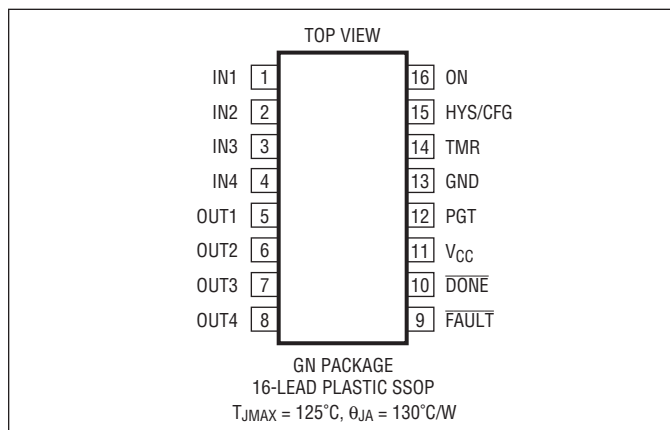 TOP VIEW
IN1 1 16 ON
IN2 2 15 HYS/CFG
IN3 3 14 TMR
IN4 4 13 GND
OUT1 5 12 PGT
OUT2 6 11 VCC
OUT3 7 10 D̅O̅N̅E̅
OUT4 8 9 F̅A̅U̅L̅T̅
GN PACKAGE
16-LEAD PLASTIC SSOP
TJMAX = 125°C, θJA = 130°C/W